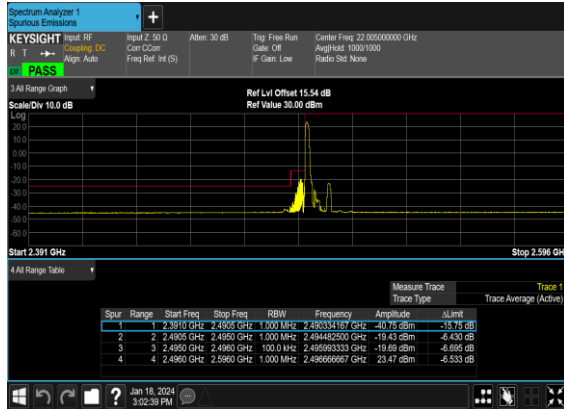 Spectrum Analyzer 1
Spurious Emissions
KEYSIGHT Input: RF Input Z: 50 Ω Atten: 30 dB Trig: Free Run Center Freq: 22.005000000 GHz
R T Coupling: DC Corr CCorr Gate: Off Avg|Hold: 1000/1000
Align: Auto Freq Ref: Int (S) IF Gain: Low Radio Std: None
PASS
3 All Range Graph Ref Lvl Offset 15.54 dB
Scale/Div 10.0 dB Ref Value 30.00 dBm
Log
20.0
10.0
0.00
-10.0
-20.0
-30.0
-40.0
-50.0
-60.0
Start 2.391 GHz Stop 2.596 GH
4 All Range Table
Measure Trace Trace 1
Trace Type Trace Average (Active)
Spur Range Start Freq Stop Freq RBW Frequency Amplitude ΔLimit
1 1 2.3910 GHz 2.4905 GHz 1.000 MHz 2.490334167 GHz -40.75 dBm -15.75 dB
2 2 2.4905 GHz 2.4950 GHz 1.000 MHz 2.494482500 GHz -19.43 dBm -6.430 dB
3 3 2.4950 GHz 2.4960 GHz 100.0 kHz 2.495993333 GHz -19.69 dBm -6.695 dB
4 4 2.4960 GHz 2.5960 GHz 1.000 MHz 2.496666667 GHz 23.47 dBm -6.533 dB
? Jan 18, 2024
3:02:39 PM